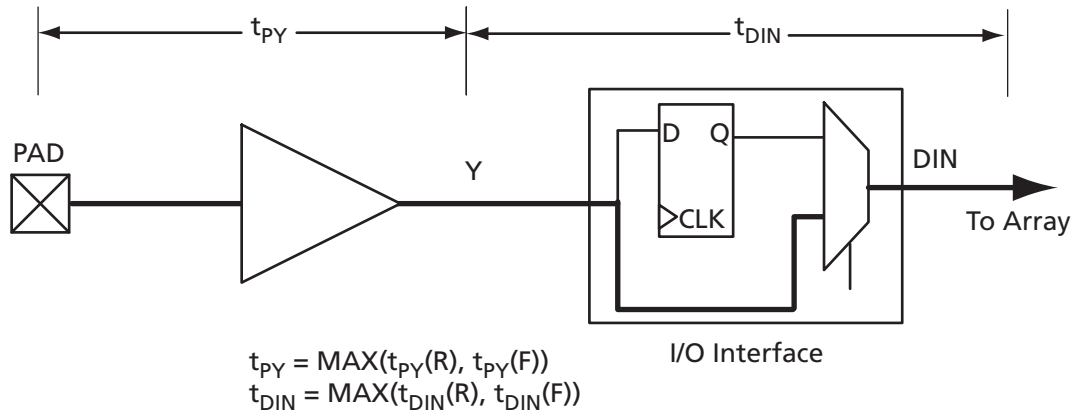 tPY
tDIN
PAD
Y
D Q
CLK
DIN
To Array
I/O Interface
tPY = MAX(tPY(R), tPY(F))
tDIN = MAX(tDIN(R), tDIN(F))